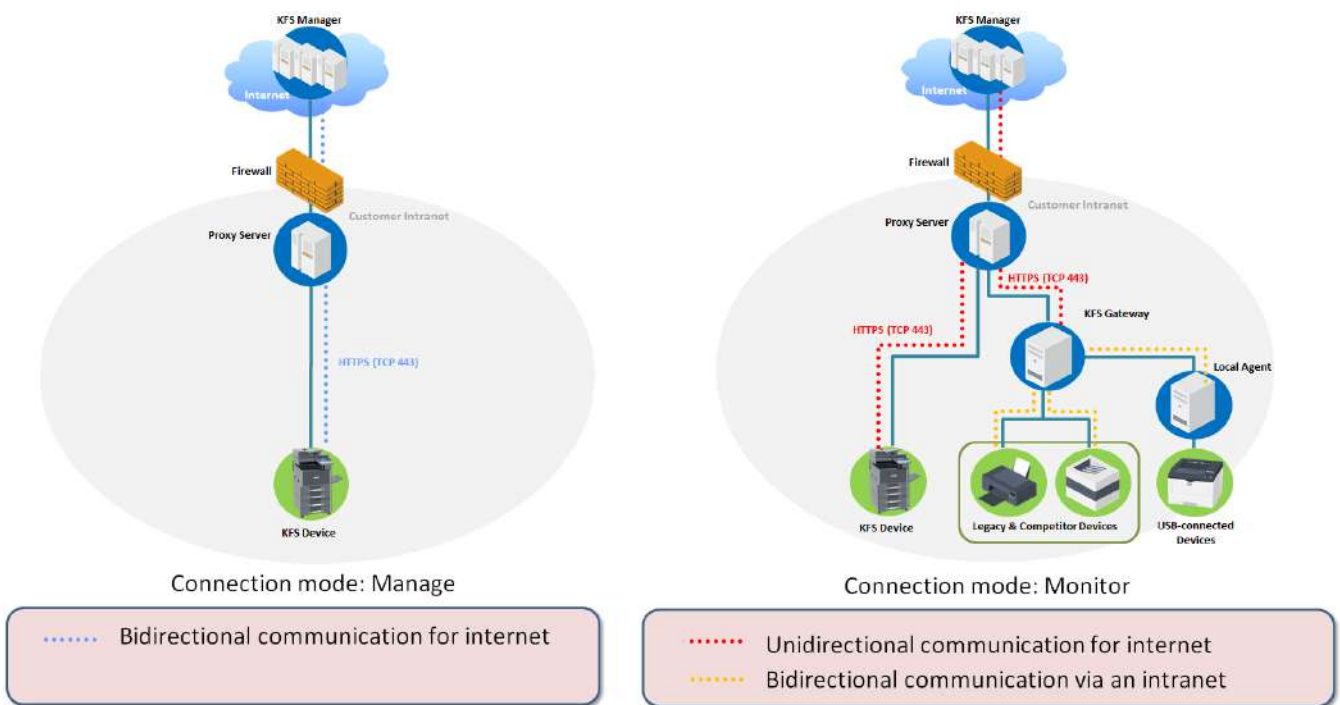 KFS Manager
Internet
Firewall
Customer Intranet
Proxy Server
HTTPS (TCP 443)
KFS Device
Connection mode: Manage
Bidirectional communication for internet
KFS Manager
Internet
Firewall
Customer Intranet
Proxy Server
HTTPS (TCP 443)
KFS Gateway
HTTPS (TCP 443)
Local Agent
KFS Device
Legacy & Competitor Devices
USB-connected
Devices
Connection mode: Monitor
Unidirectional communication for internet
Bidirectional communication via an intranet